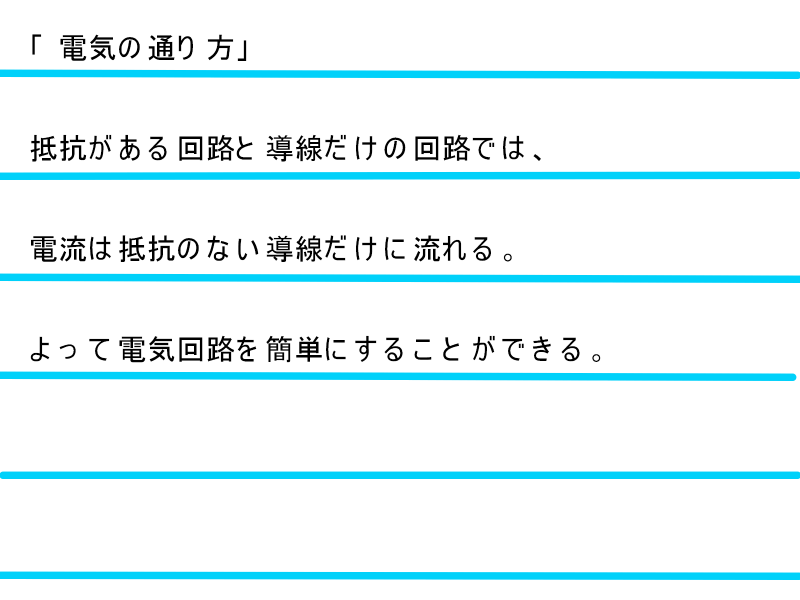 「電気の通り方」
抵抗がある回路と導線だけの回路では、
電流は抵抗のない導線だけに流れる。
よって電気回路を簡単にすることができる。